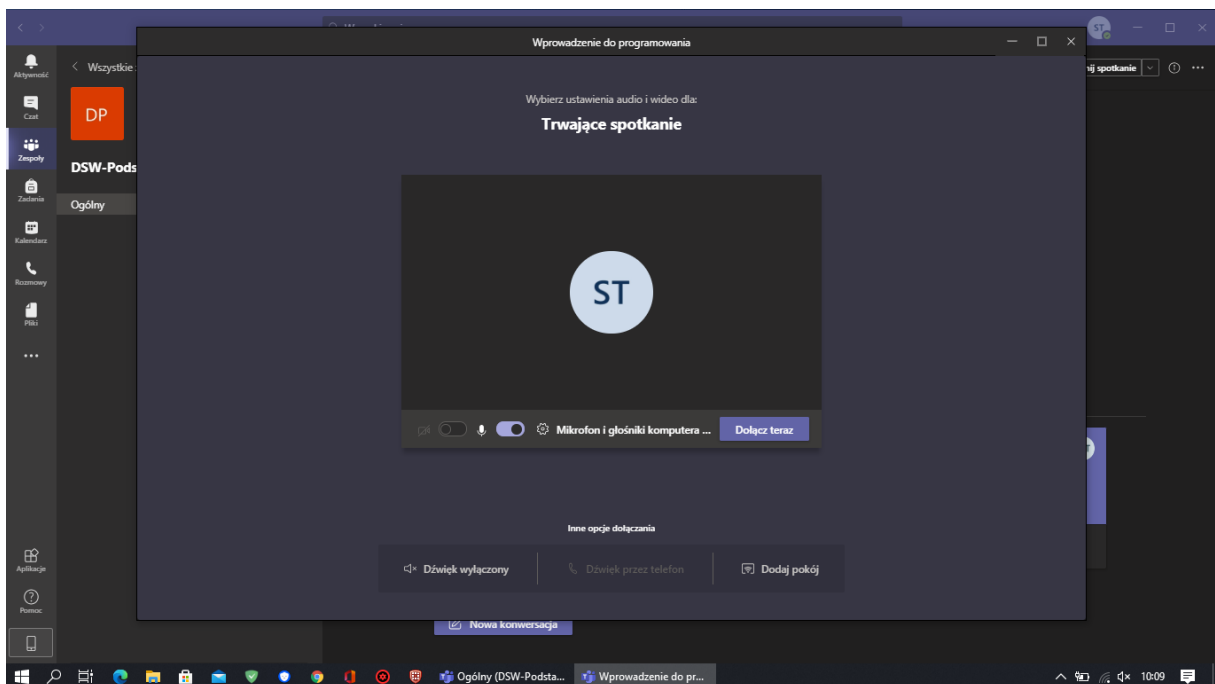 Wprowadzenie do programowania
ST
Aktywność
Czat
Zespoły
Zadania
Kalendarz
Rozmowy
Pliki
Aplikacje
Pomoc
Wszystkie
DP
DSW-Pods
Ogólny
spotkanie
Wybierz ustawienia audio i wideo dla:
Trwające spotkanie
ST
Mikrofon i głośniki komputera ...
Dołącz teraz
Inne opcje dołączania
Dźwięk wyłączony
Dźwięk przez telefon
Dodaj pokój
Nowa konwersacja
Ogólny (DSW-Podsta...
Wprowadzenie do pr...
10:09